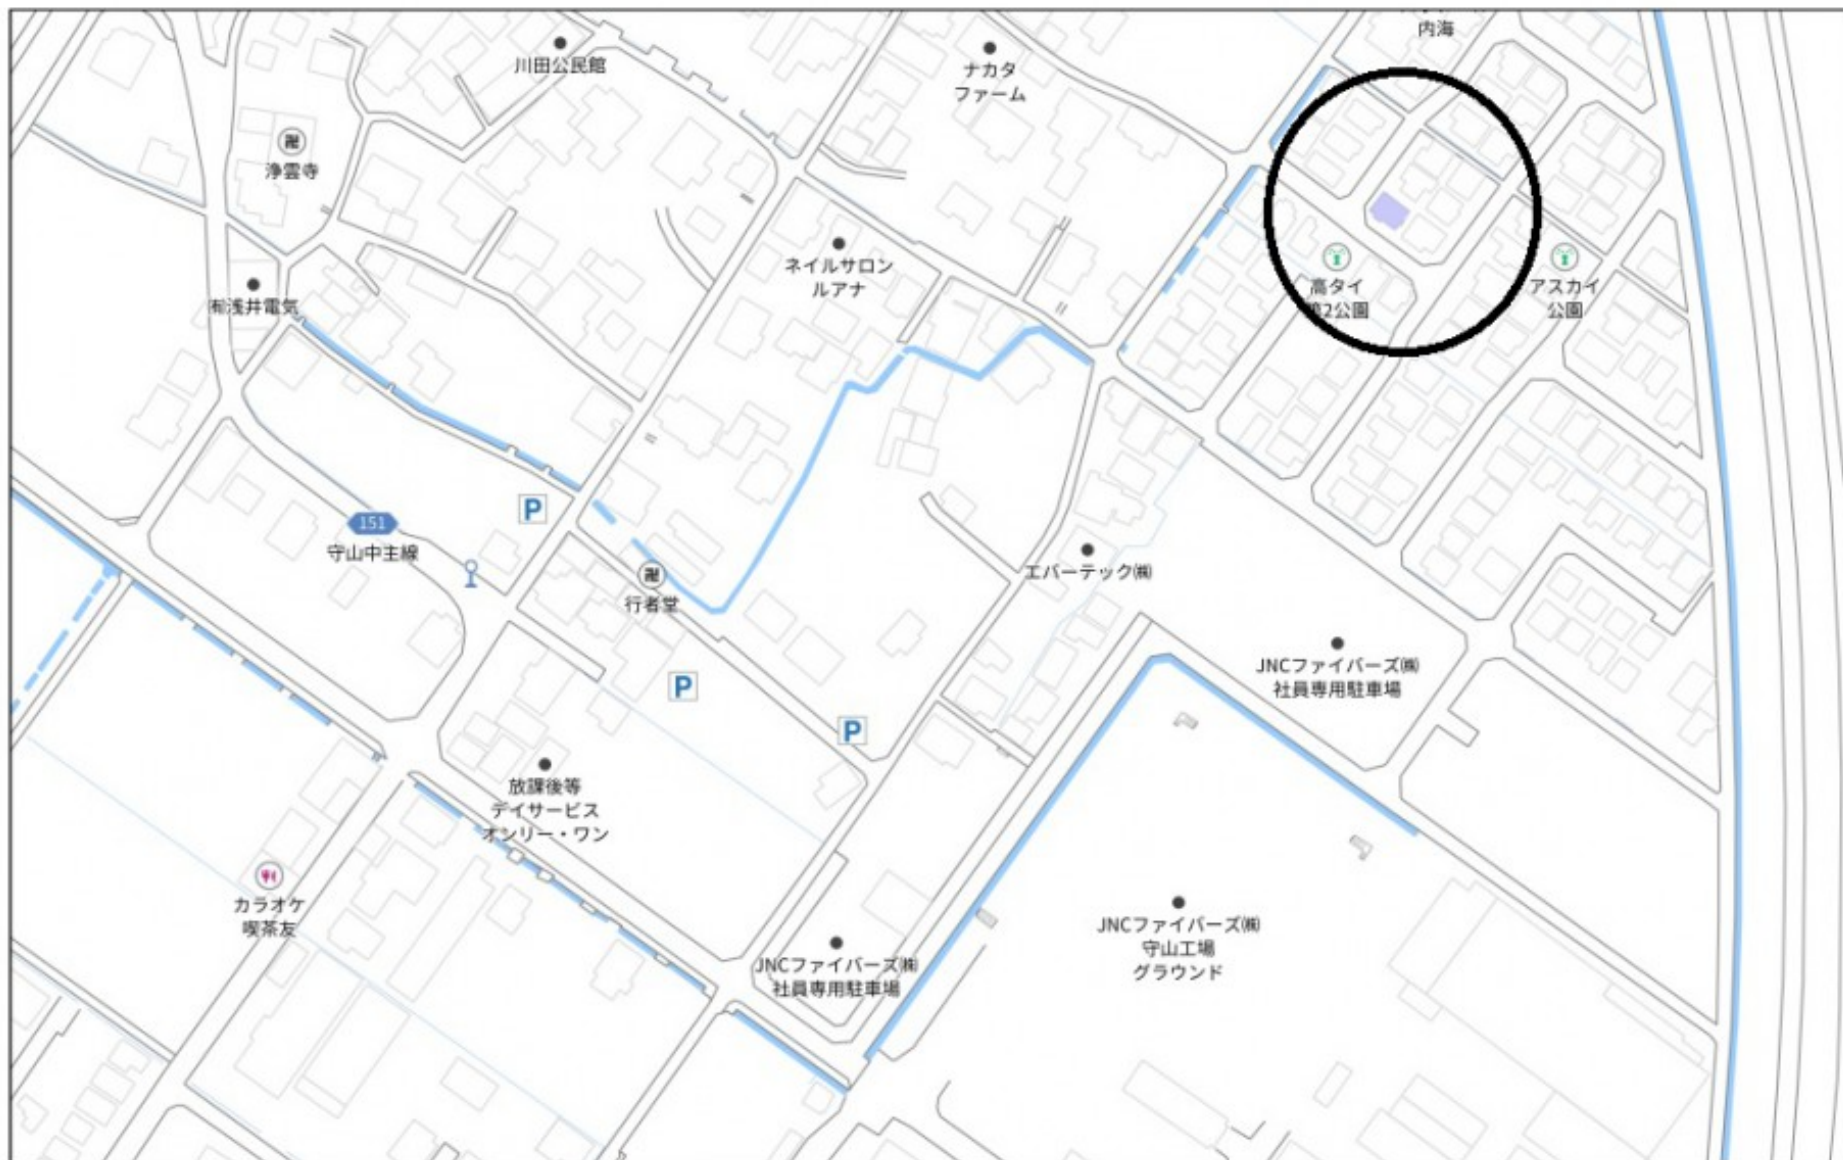 内海
川田公民館
ナカタ
ファーム
浄雲寺
ネイルサロン
ルアナ
高タイ
第2公園
アスカイ
公園
㈲浅井電気
P
151
守山中主線
エバーテック㈱
行者堂
JNCファイバーズ㈱
社員専用駐車場
P
P
放課後等
デイサービス
オンリー・ワン
カラオケ
喫茶友
JNCファイバーズ㈱
守山工場
グラウンド
JNCファイバーズ㈱
社員専用駐車場